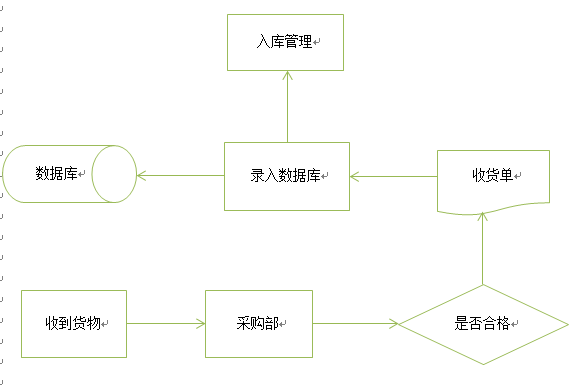 入库管理
数据库
录入数据库
收货单
收到货物
采购部
是否合格